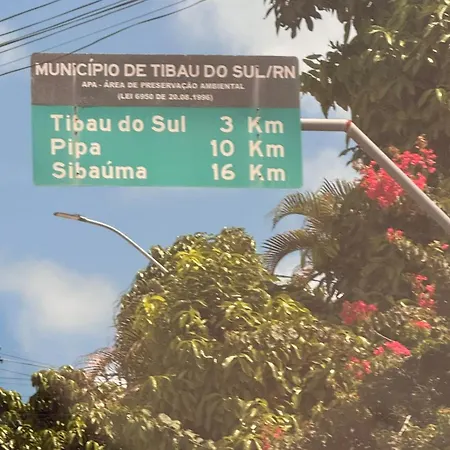 MUNICÍPIO DE TIBAU DO SUL/RN
APA - ÁREA DE PRESERVAÇÃO AMBIENTAL
(LEI 6950 DE 20.08.1996)
Tibau do Sul 3 Km
Pipa 10 Km
Sibaúma 16 Km